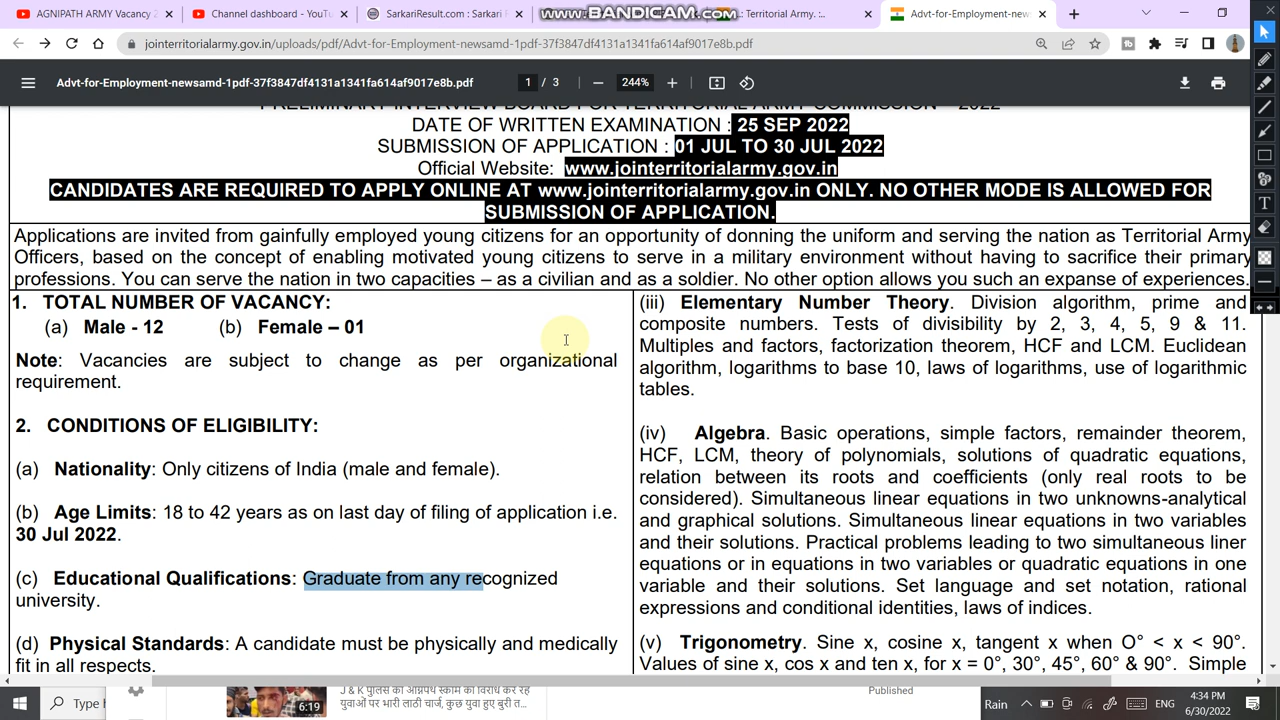 AGNIPATH ARMY Vacancy 2
Channel dashboard - YouTu
SarkariResult.com : Sarkari R
www.BANDICAM.com
: Territorial Army. :..
Advt-for-Employment-new
jointerritorialarmy.gov.in/uploads/pdf/Advt-for-Employment-newsamd-1pdf-37f3847df4131a1341fa614af9017e8b.pdf
Advt-for-Employment-newsamd-1pdf-37f3847df4131a1341fa614af9017e8b.pdf
1 / 3
244%
PRELIMINARY INTERVIEW BOARD FOR TERRITORIAL ARMY COMMISSION – 2022
DATE OF WRITTEN EXAMINATION : 25 SEP 2022
SUBMISSION OF APPLICATION : 01 JUL TO 30 JUL 2022
Official Website: www.jointerritorialarmy.gov.in
CANDIDATES ARE REQUIRED TO APPLY ONLINE AT www.jointerritorialarmy.gov.in ONLY. NO OTHER MODE IS ALLOWED FOR
SUBMISSION OF APPLICATION.
Applications are invited from gainfully employed young citizens for an opportunity of donning the uniform and serving the nation as Territorial Army
Officers, based on the concept of enabling motivated young citizens to serve in a military environment without having to sacrifice their primary
professions. You can serve the nation in two capacities – as a civilian and as a soldier. No other option allows you such an expanse of experiences.
1. TOTAL NUMBER OF VACANCY:
(a) Male - 12 (b) Female – 01
Note: Vacancies are subject to change as per organizational
requirement.
2. CONDITIONS OF ELIGIBILITY:
(a) Nationality: Only citizens of India (male and female).
(b) Age Limits: 18 to 42 years as on last day of filing of application i.e.
30 Jul 2022.
(c) Educational Qualifications: Graduate from any recognized
university.
(d) Physical Standards: A candidate must be physically and medically
fit in all respects.
(iii) Elementary Number Theory. Division algorithm, prime and
composite numbers. Tests of divisibility by 2, 3, 4, 5, 9 & 11.
Multiples and factors, factorization theorem, HCF and LCM. Euclidean
algorithm, logarithms to base 10, laws of logarithms, use of logarithmic
tables.
(iv) Algebra. Basic operations, simple factors, remainder theorem,
HCF, LCM, theory of polynomials, solutions of quadratic equations,
relation between its roots and coefficients (only real roots to be
considered). Simultaneous linear equations in two unknowns-analytical
and graphical solutions. Simultaneous linear equations in two variables
and their solutions. Practical problems leading to two simultaneous liner
equations or in equations in two variables or quadratic equations in one
variable and their solutions. Set language and set notation, rational
expressions and conditional identities, laws of indices.
(v) Trigonometry. Sine x, cosine x, tangent x when O° < x < 90°.
Values of sine x, cos x and ten x, for x = 0°, 30°, 45°, 60° & 90°. Simple
Type h
6:19
J & K पुलिस का अग्निपथ स्कीम का विरोध कर रहे
युवाओं पर भारी लाठी चार्ज, कुछ युवा हुए बुरी त...
Published
Rain
ENG
4:34 PM
6/30/2022